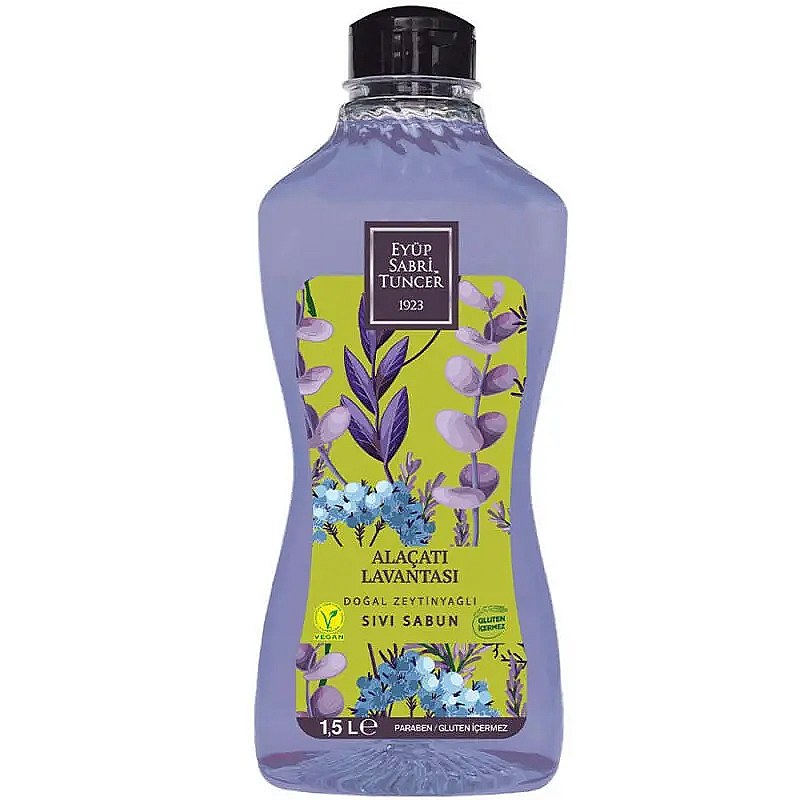 EYÜP
SABRİ
TUNCER
1923
ALAÇATI
LAVANTASI
DOĞAL ZEYTİNYAĞLI
SIVI SABUN
VEGAN
GLUTEN
İÇERMEZ
1,5 L℮
PARABEN / GLUTEN İÇERMEZ